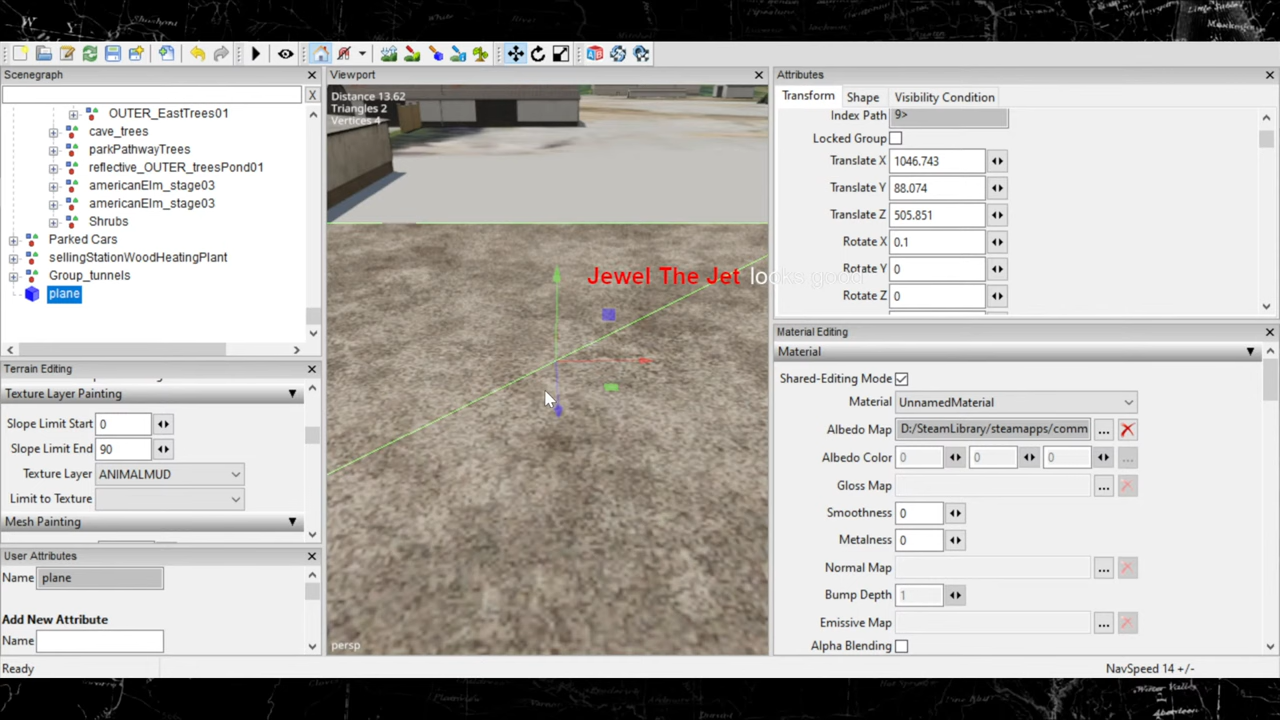 Scenegraph
X
OUTER_EastTrees01
cave_trees
parkPathwayTrees
reflective_OUTER_treesPond01
americanElm_stage03
americanElm_stage03
Shrubs
Parked Cars
sellingStationWoodHeatingPlant
Group_tunnels
plane
Terrain Editing
Texture Layer Painting
Slope Limit Start 0
Slope Limit End 90
Texture Layer ANIMALMUD
Limit to Texture
Mesh Painting
User Attributes
Name plane
Add New Attribute
Name
Ready
Viewport
Distance 13.62
Triangles 2
Vertices 4
Jewel The Jet looks good
persp
Attributes
Transform Shape Visibility Condition
Index Path 9>
Locked Group
Translate X 1046.743
Translate Y 88.074
Translate Z 505.851
Rotate X 0.1
Rotate Y 0
Rotate Z 0
Material Editing
Material
Shared-Editing Mode
Material UnnamedMaterial
Albedo Map D:/SteamLibrary/steamapps/comm ...
Albedo Color 0 0 0 ...
Gloss Map ...
Smoothness 0
Metalness 0
Normal Map ...
Bump Depth 1
Emissive Map ...
Alpha Blending
NavSpeed 14 +/-